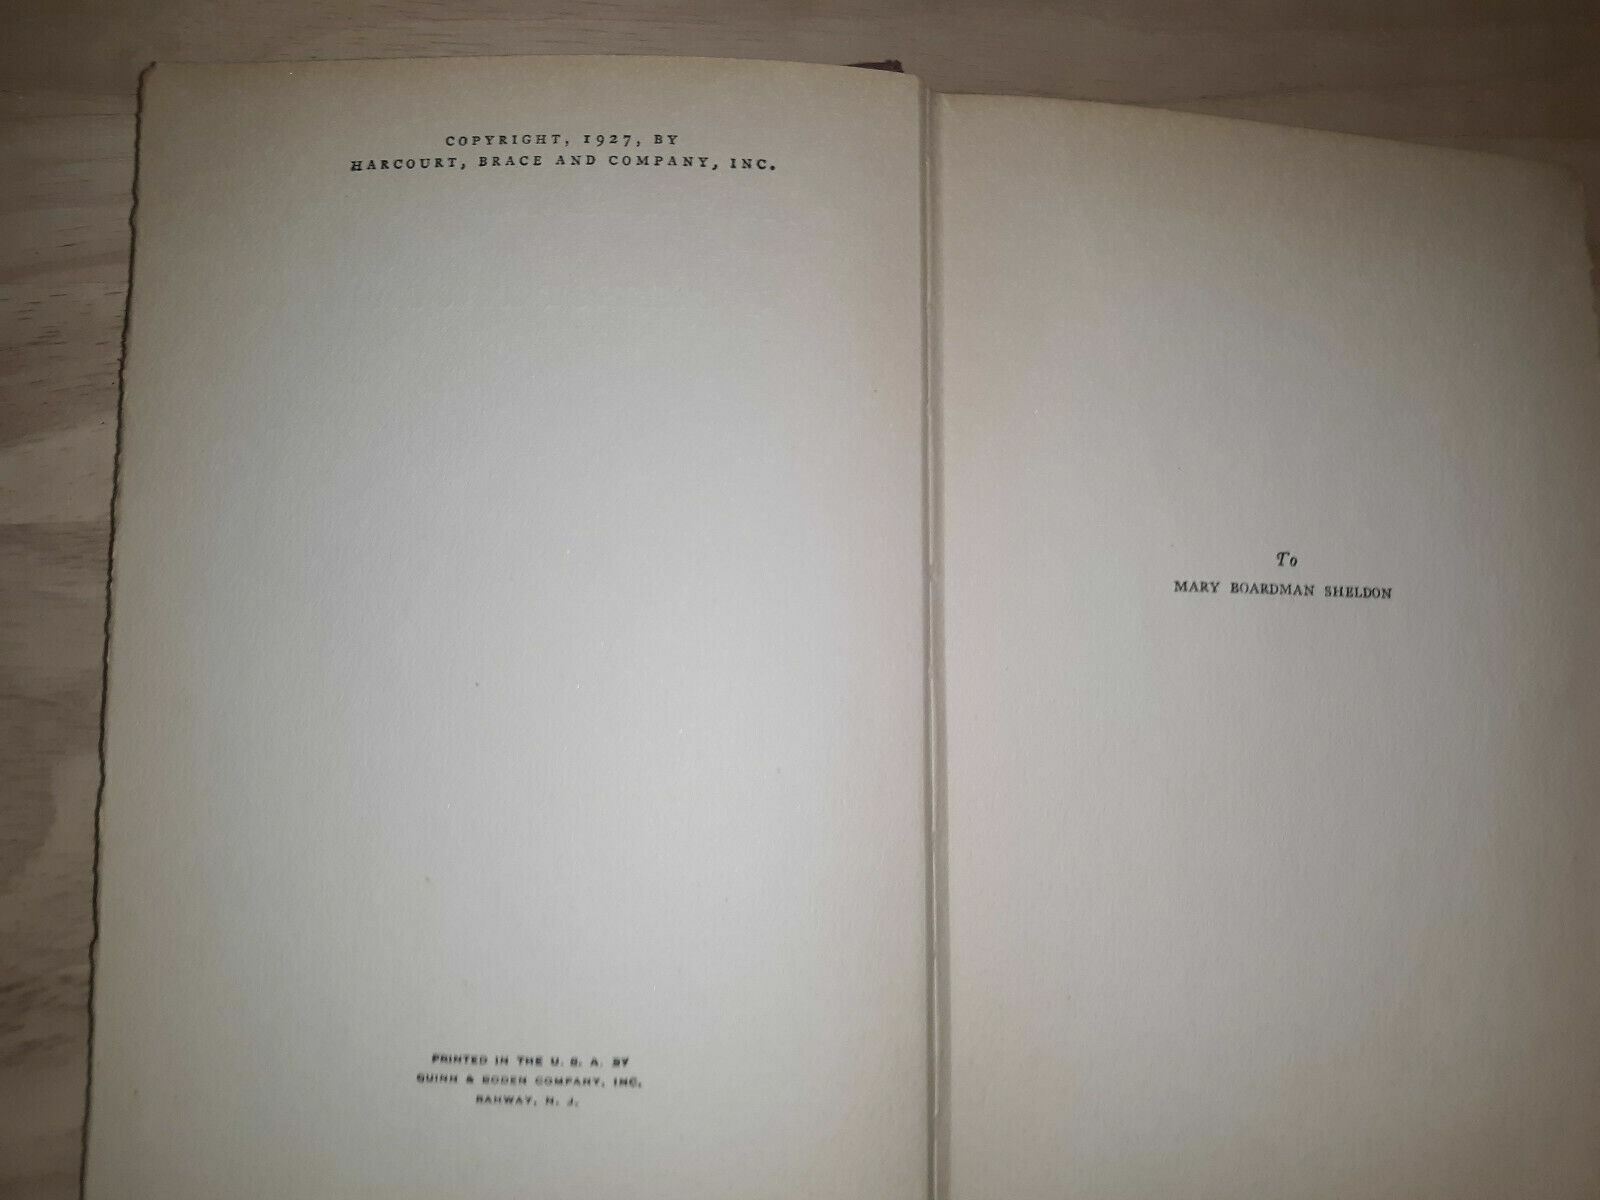 COPYRIGHT, 1927, BY
HARCOURT, BRACE AND COMPANY, INC.
PRINTED IN THE U. S. A. BY
QUINN & BODEN COMPANY, INC.
RAHWAY, N. J.
To
MARY BOARDMAN SHELDON